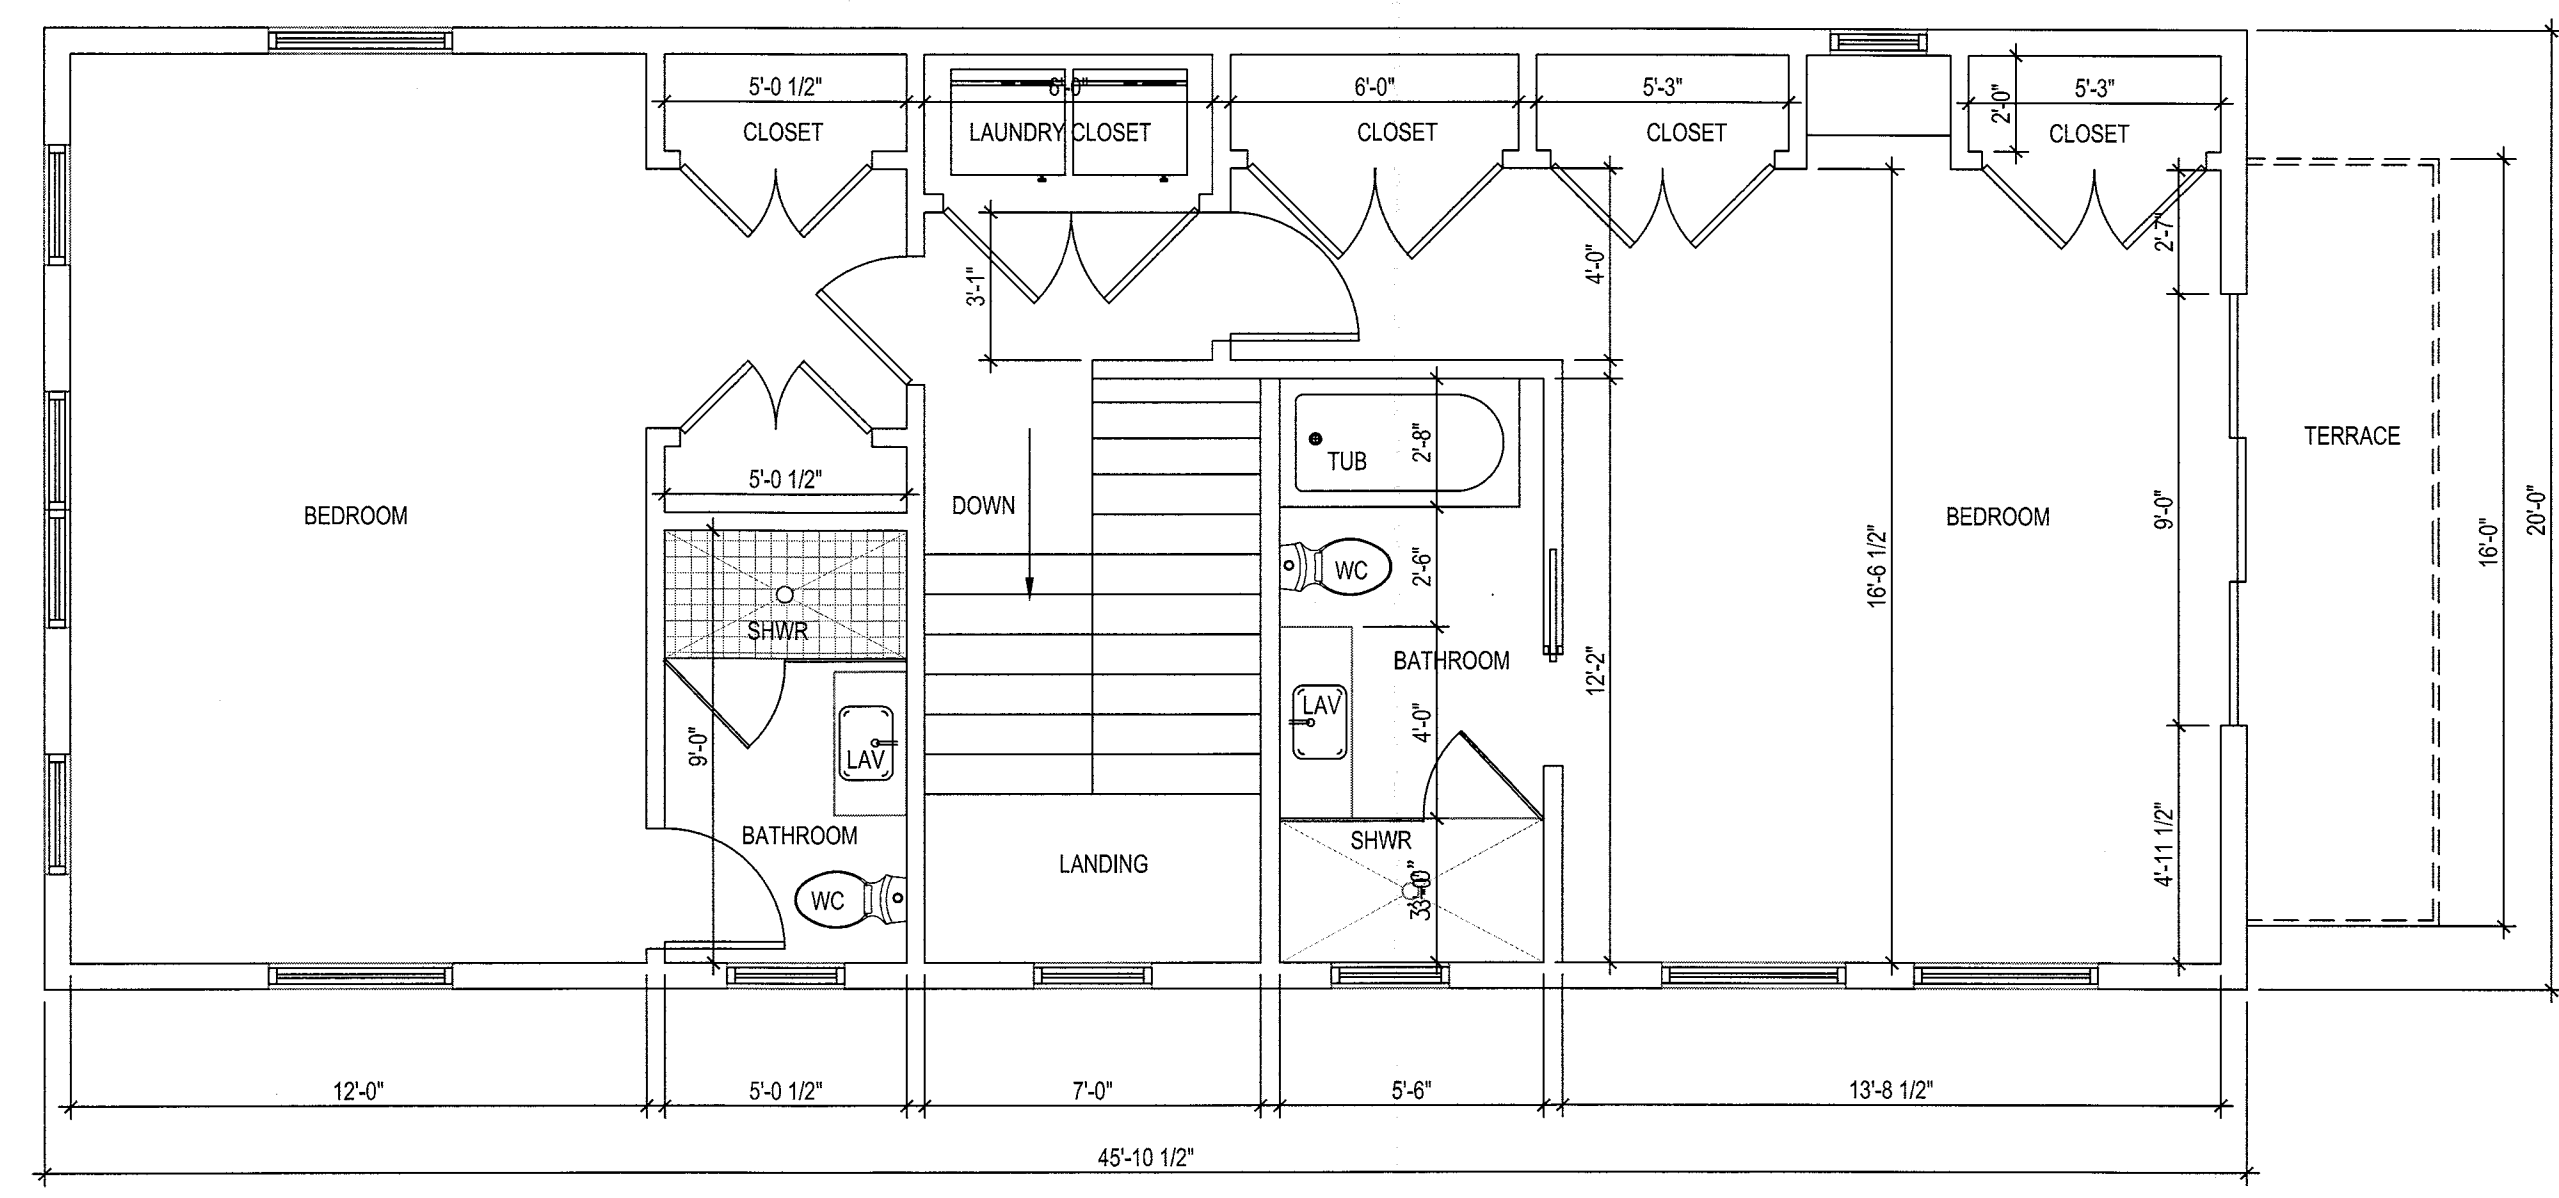 5'-0 1/2"
6'-0"
6'-0"
5'-3"
2'-0"
5'-3"
CLOSET
LAUNDRY CLOSET
CLOSET
CLOSET
CLOSET
2'-7"
4'-0"
3'-1"
TERRACE
2'-8"
TUB
5'-0 1/2"
DOWN
BEDROOM
BEDROOM
9'-0"
20'-0"
16'-0"
16'-6 1/2"
2'-6"
WC
SHWR
BATHROOM
12'-2"
LAV
4'-0"
9'-0"
LAV
BATHROOM
SHWR
4'-11 1/2"
LANDING
WC
12'-0"
5'-0 1/2"
7'-0"
5'-6"
13'-8 1/2"
45'-10 1/2"